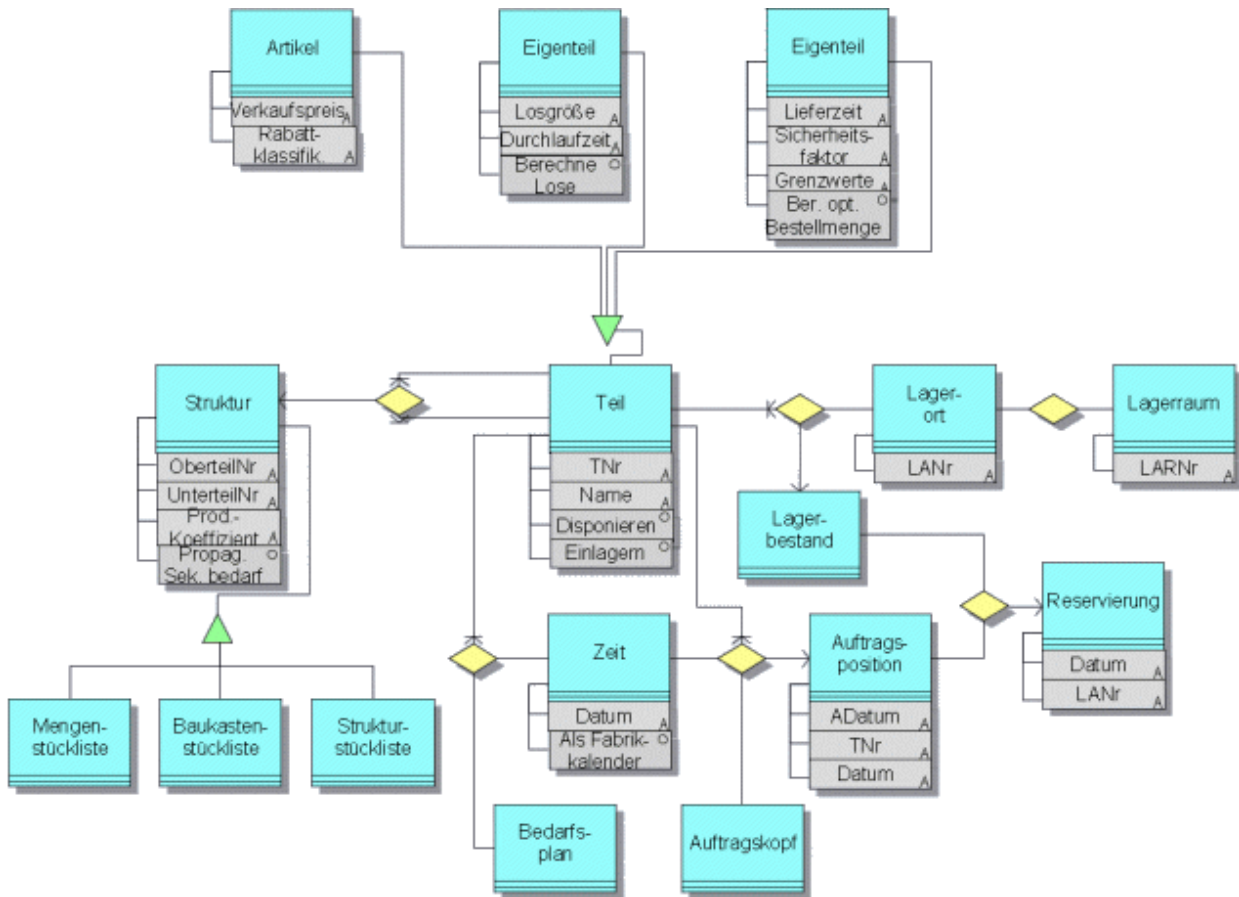 Artikel
Verkaufspreis A
Rabatt-
klassifik. A
Eigenteil
Losgröße A
Durchlaufzeit A
Berechne O
Lose
Eigenteil
Lieferzeit A
Sicherheits-
faktor A
Grenzwerte A
Ber. opt. O
Bestellmenge
Struktur
OberteilNr A
UnterteilNr A
Prod.-
Koeffizient A
Propag. O
Sek. bedarf
Teil
TNr A
Name A
Disponieren O
Einlagern O
Lager-
ort
LANr A
Lagerraum
LARNr A
Lager-
bestand
Reservierung
Datum A
LANr A
Zeit
Datum A
Als Fabrik- O
kalender
Auftrags-
position
ADatum A
TNr A
Datum A
Mengen-
stückliste
Baukasten-
stückliste
Struktur-
stückliste
Bedarfs-
plan
Auftragskopf